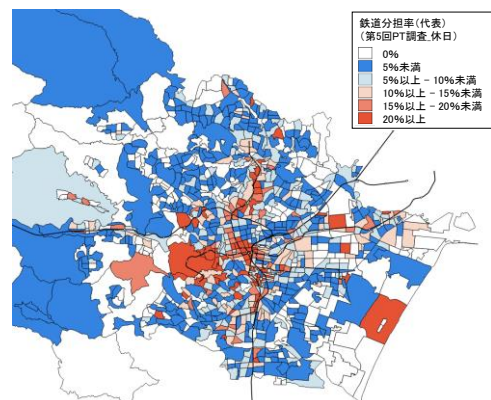 鉄道分担率(代表)
(第5回PT調査_休日)
0%
5%未満
5%以上 - 10%未満
10%以上 - 15%未満
15%以上 - 20%未満
20%以上